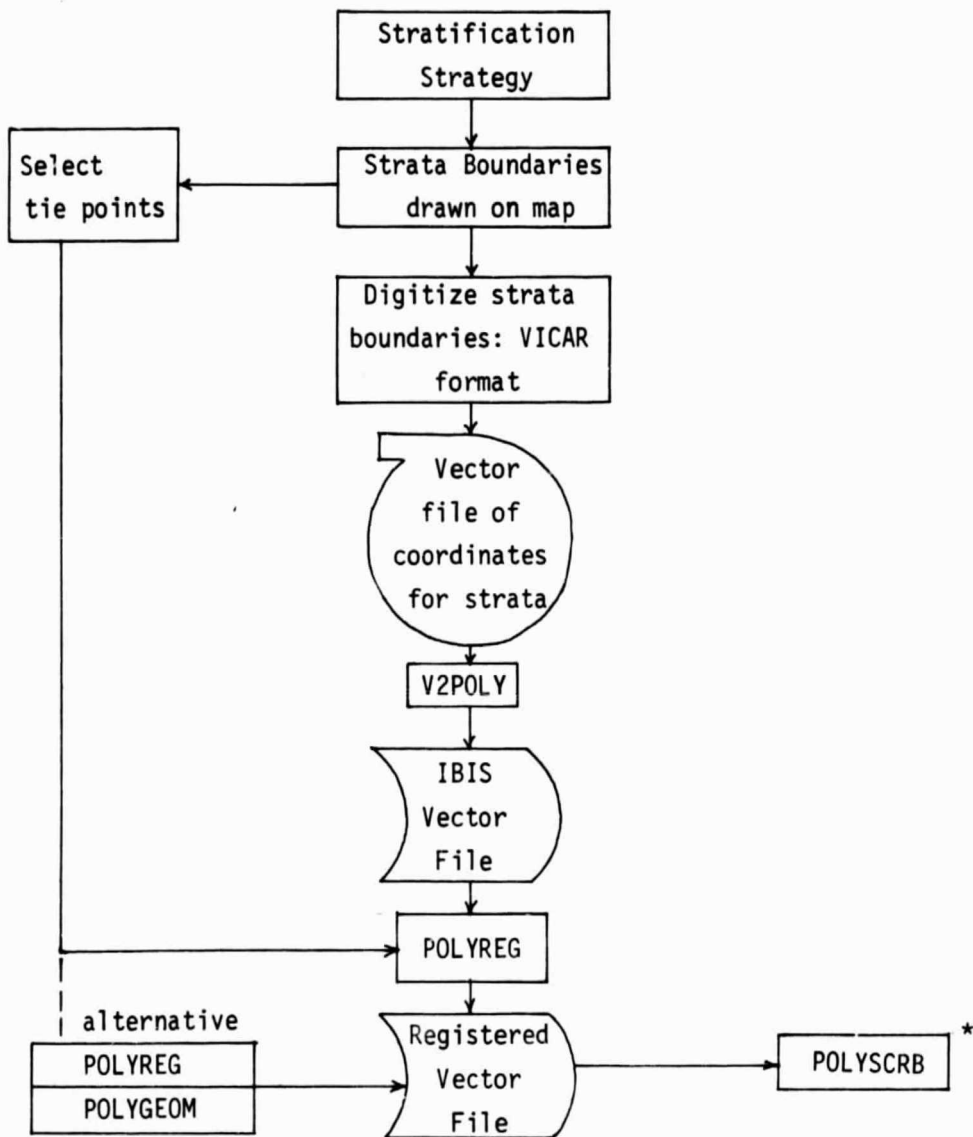 Stratification
Strategy
Select
tie points
Strata Boundaries
drawn on map
Digitize strata
boundaries: VICAR
format
Vector
file of
coordinates
for strata
V2POLY
IBIS
Vector
File
POLYREG
alternative
POLYREG
POLYGEOM
Registered
Vector
File
POLYSCRB
*